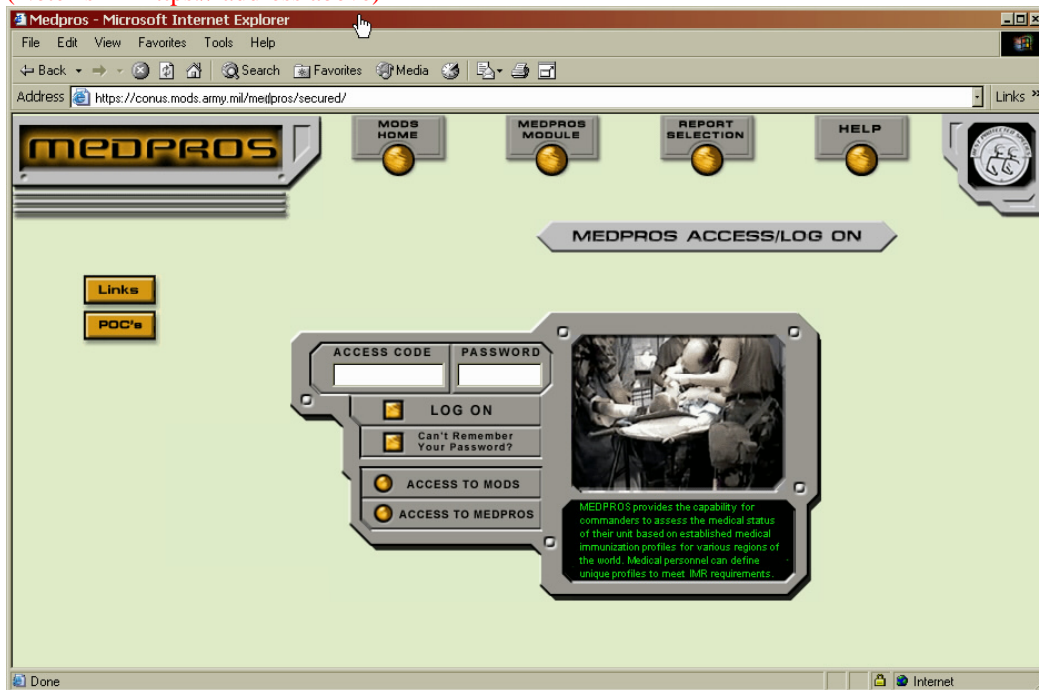 Medpros - Microsoft Internet Explorer
File Edit View Favorites Tools Help
Back Search Favorites Media
Address https://conus.mods.army.mil/medpros/secured/ Links »
MEDPROS
MODS HOME
MEDPROS MODULE
REPORT SELECTION
HELP
MEDPROS ACCESS/LOG ON
Links
POC's
ACCESS CODE PASSWORD
LOG ON
Can't Remember
Your Password?
ACCESS TO MODS
ACCESS TO MEDPROS
MEDPROS provides the capability for
commanders to assess the medical status
of their unit based on established medical
immunization profiles for various regions of
the world. Medical personnel can define
unique profiles to meet IMR requirements.
Done Internet